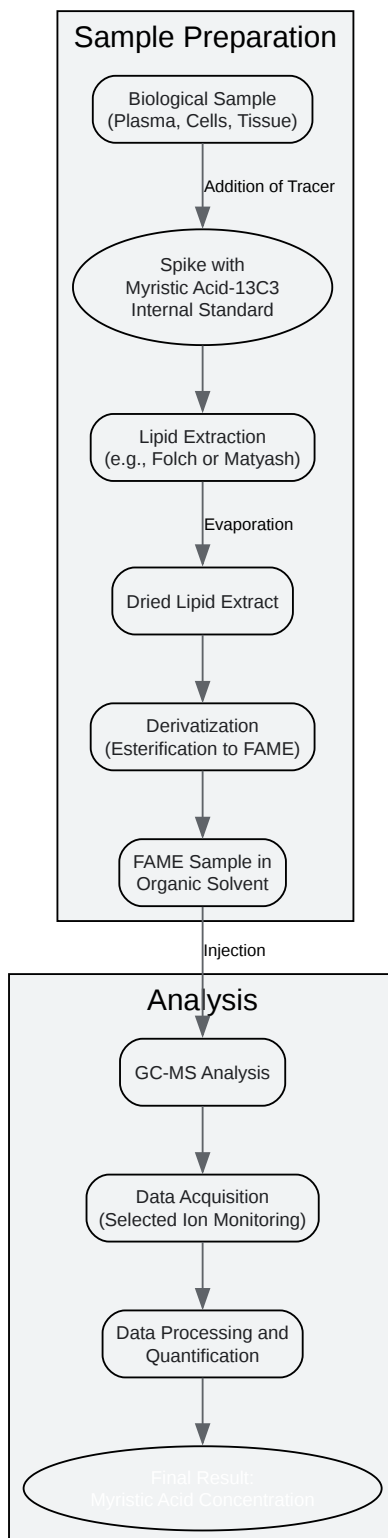 Sample Preparation
Biological Sample
(Plasma, Cells, Tissue)
Addition of Tracer
Spike with
Myristic Acid-13C3
Internal Standard
Lipid Extraction
(e.g., Folch or Matyash)
Evaporation
Dried Lipid Extract
Derivatization
(Esterification to FAME)
FAME Sample in
Organic Solvent
Injection
Analysis
GC-MS Analysis
Data Acquisition
(Selected Ion Monitoring)
Data Processing and
Quantification
Final Result:
Myristic Acid Concentration